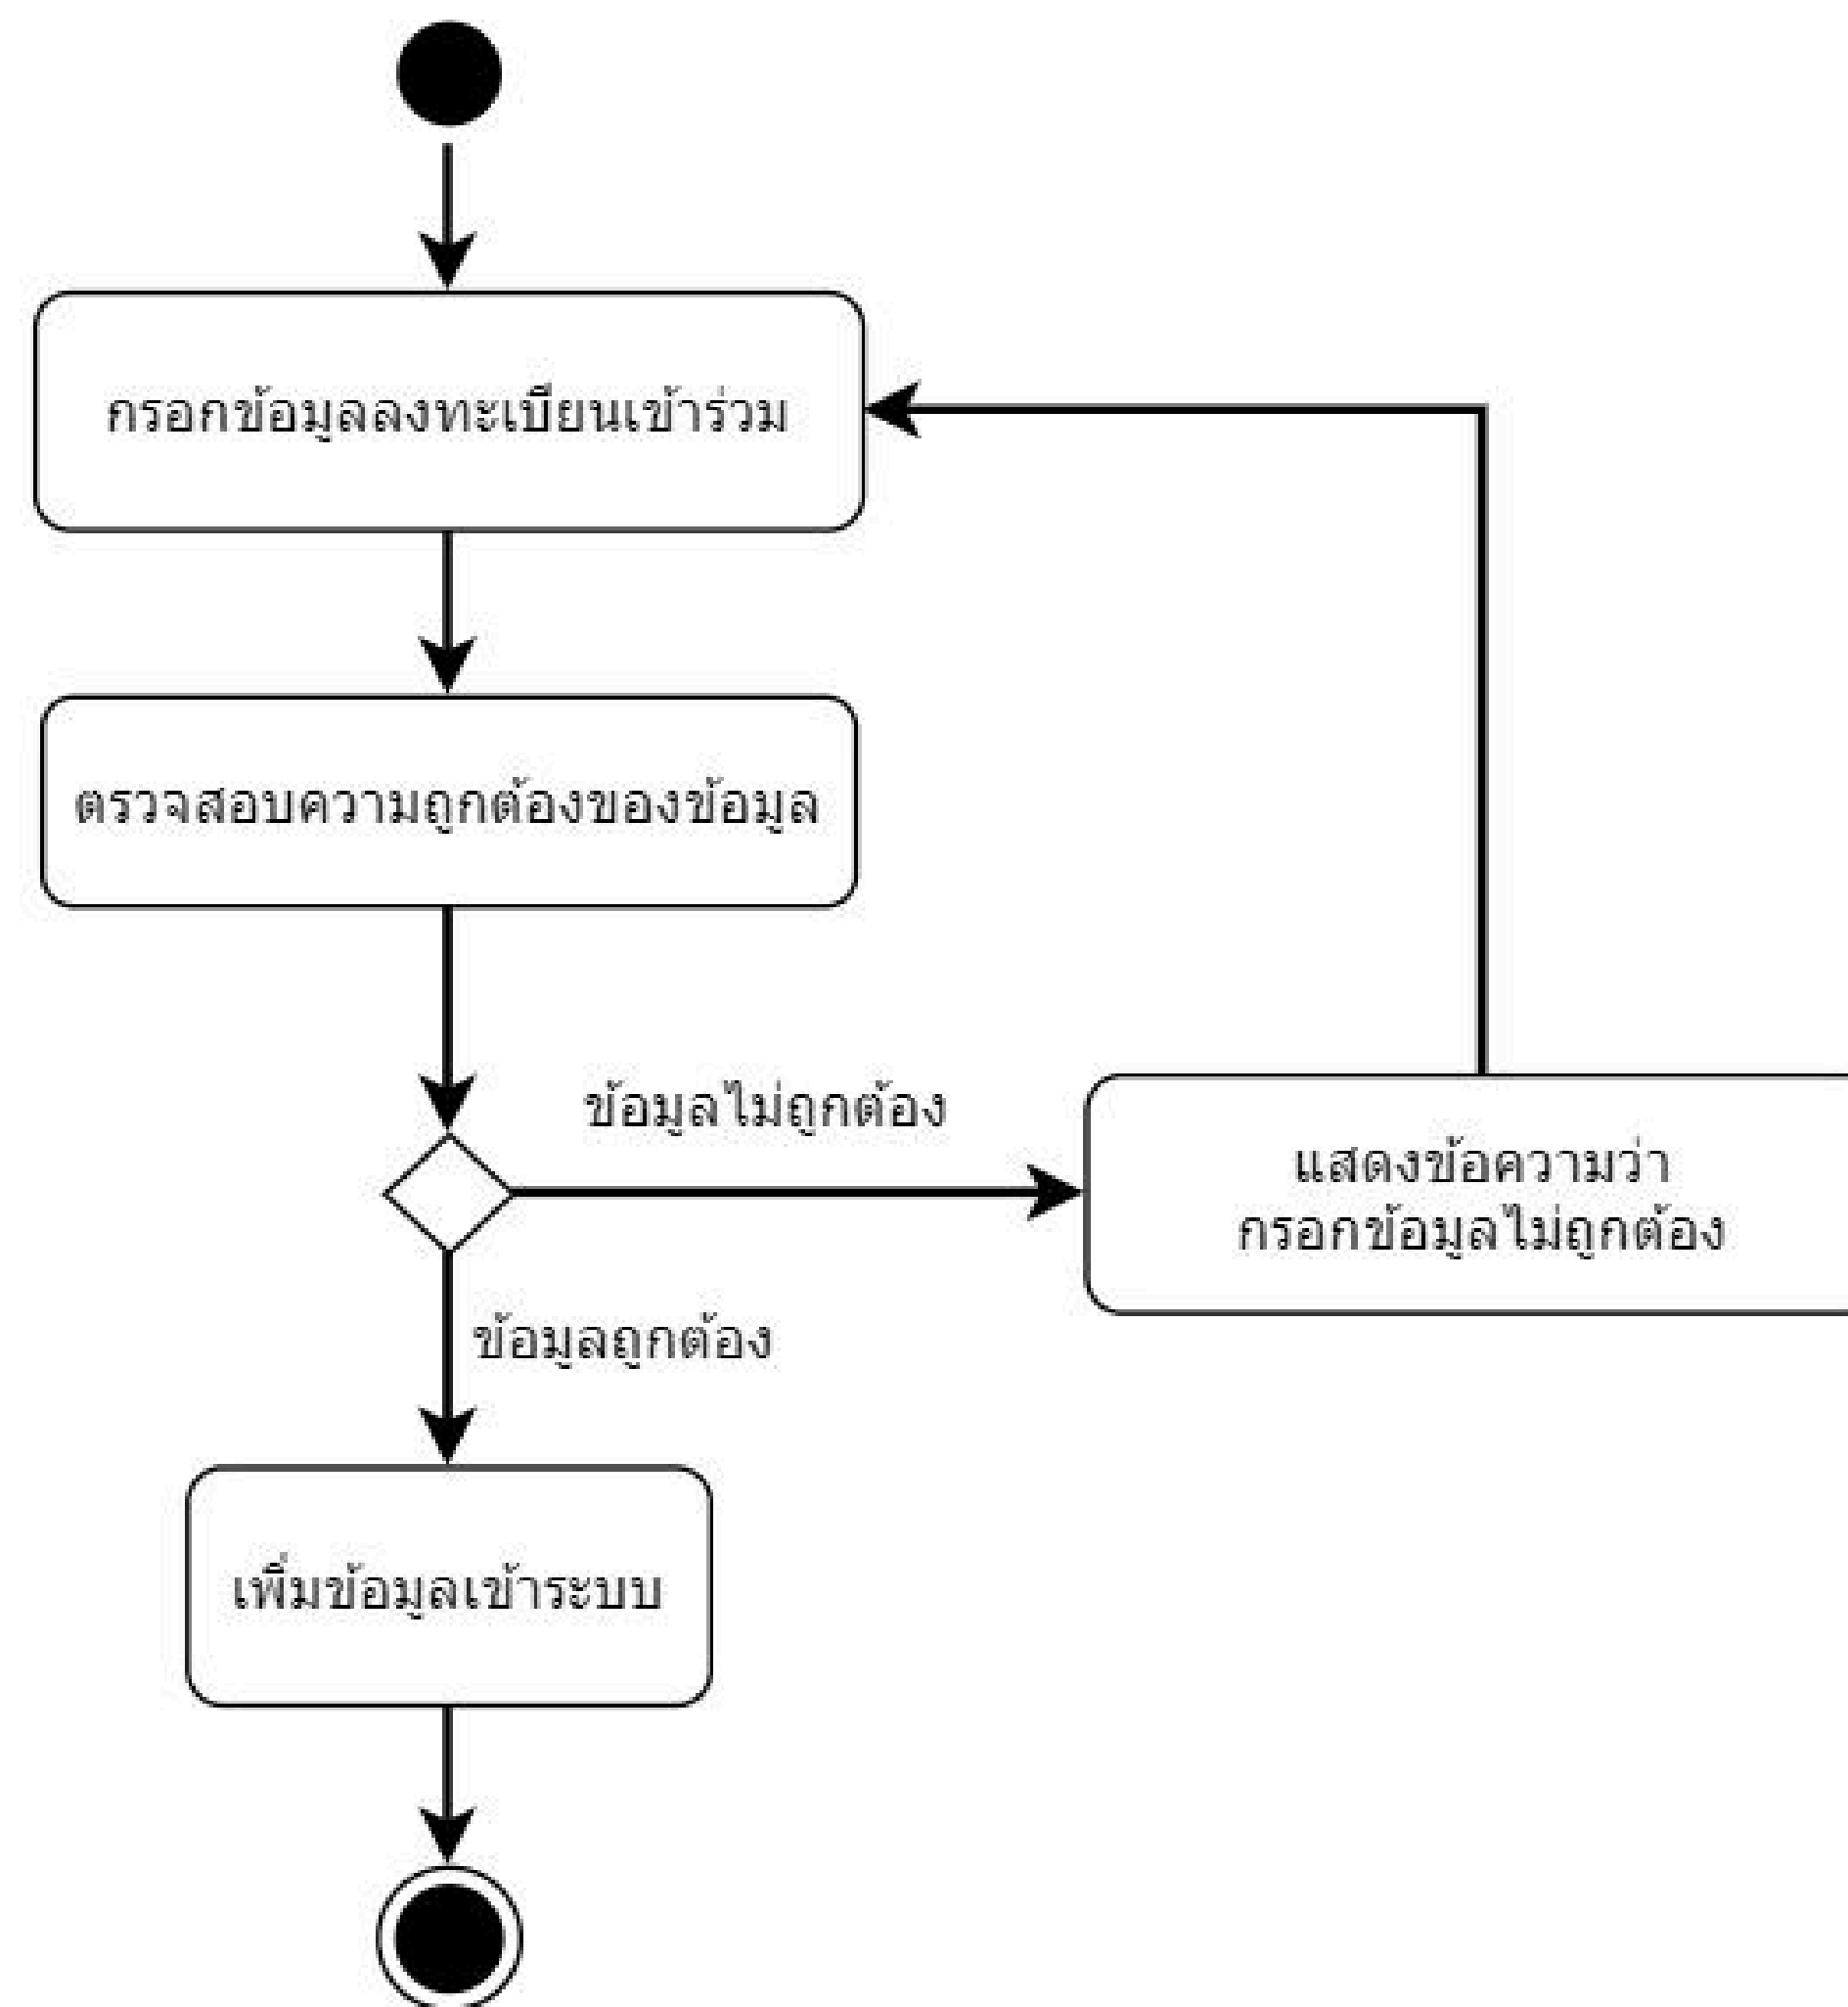 กรอกข้อมูลลงทะเบียนเข้าร่วม
ตรวจสอบความถูกต้องของข้อมูล
ข้อมูลไม่ถูกต้อง
แสดงข้อความว่า
กรอกข้อมูลไม่ถูกต้อง
ข้อมูลถูกต้อง
เพิ่มข้อมูลเข้าระบบ